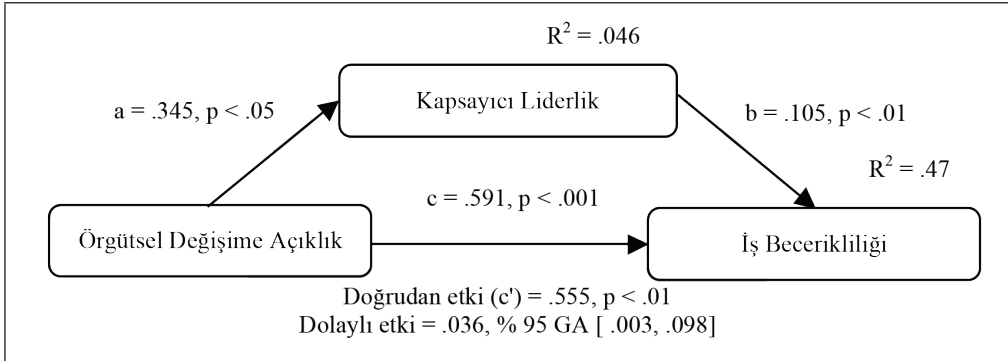 R² = .046
Kapsayıcı Liderlik
a = .345, p < .05
b = .105, p < .01
R² = .47
c = .591, p < .001
Örgütsel Değişime Açıklık
İş Becerikliliği
Doğrudan etki (c') = .555, p < .01
Dolaylı etki = .036, % 95 GA [ .003, .098]